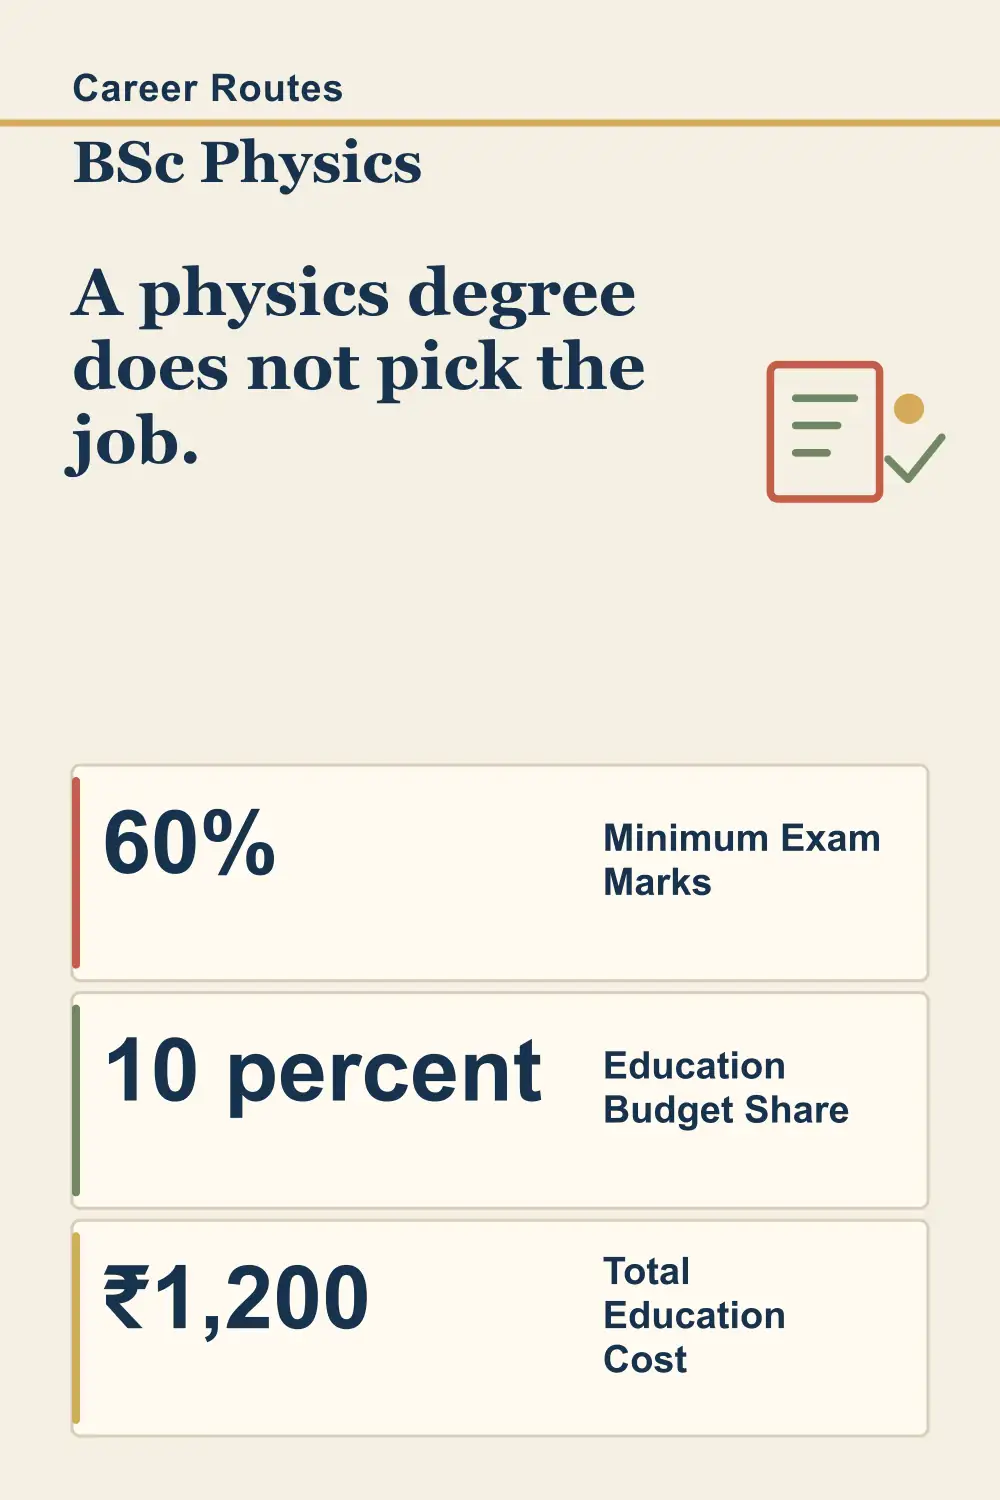 Career Routes
BSc Physics
A physics degree
does not pick the
job.
60%
Minimum Exam
Marks
10 percent
Education
Budget Share
₹1,200
Total
Education
Cost